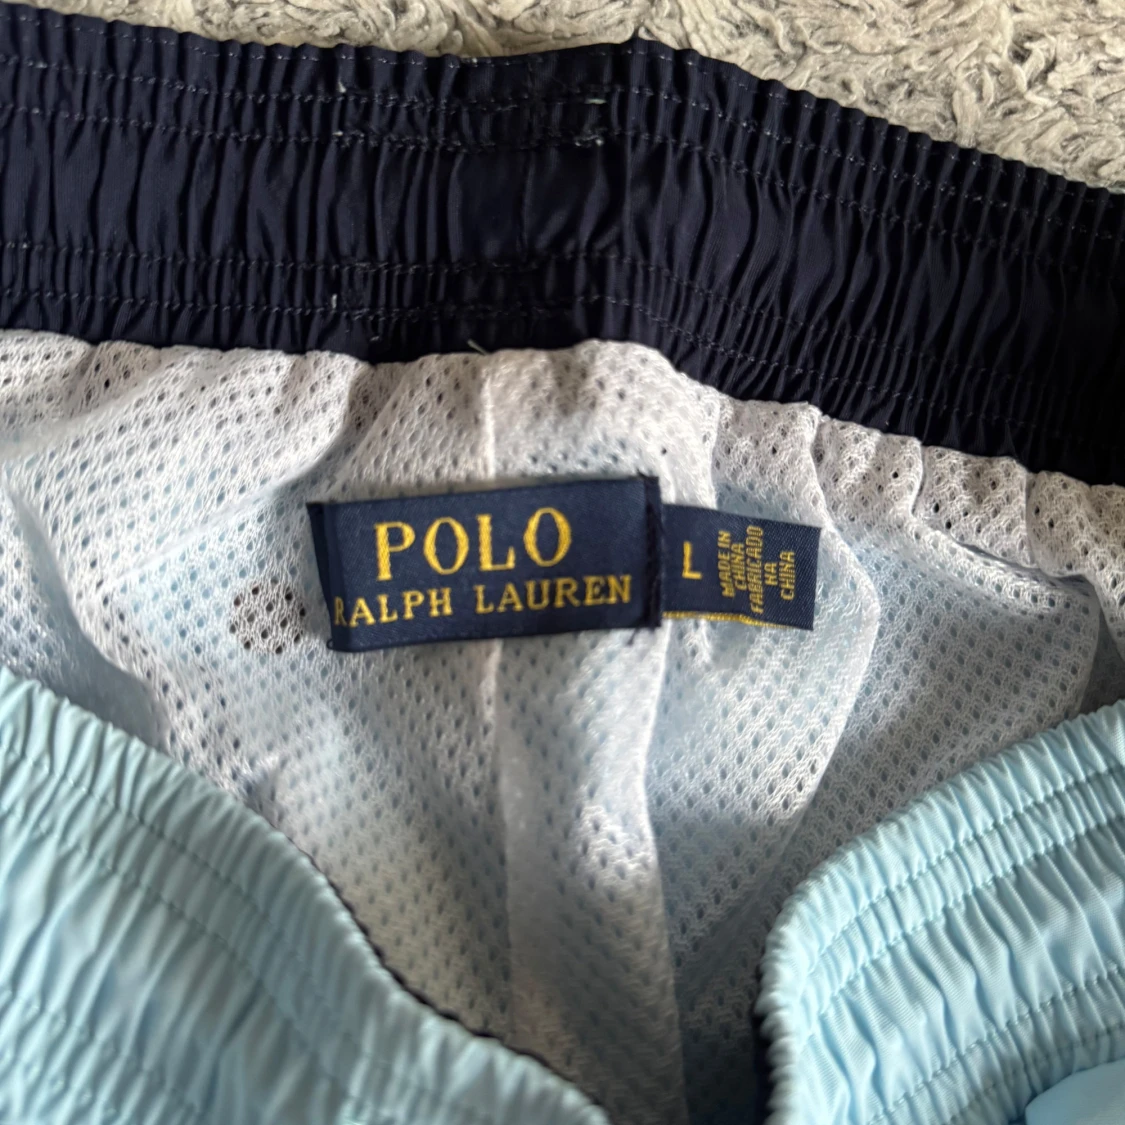 POLO
RALPH LAUREN
L
MADE IN
CHINA
FABRICADO
NA
CHINA